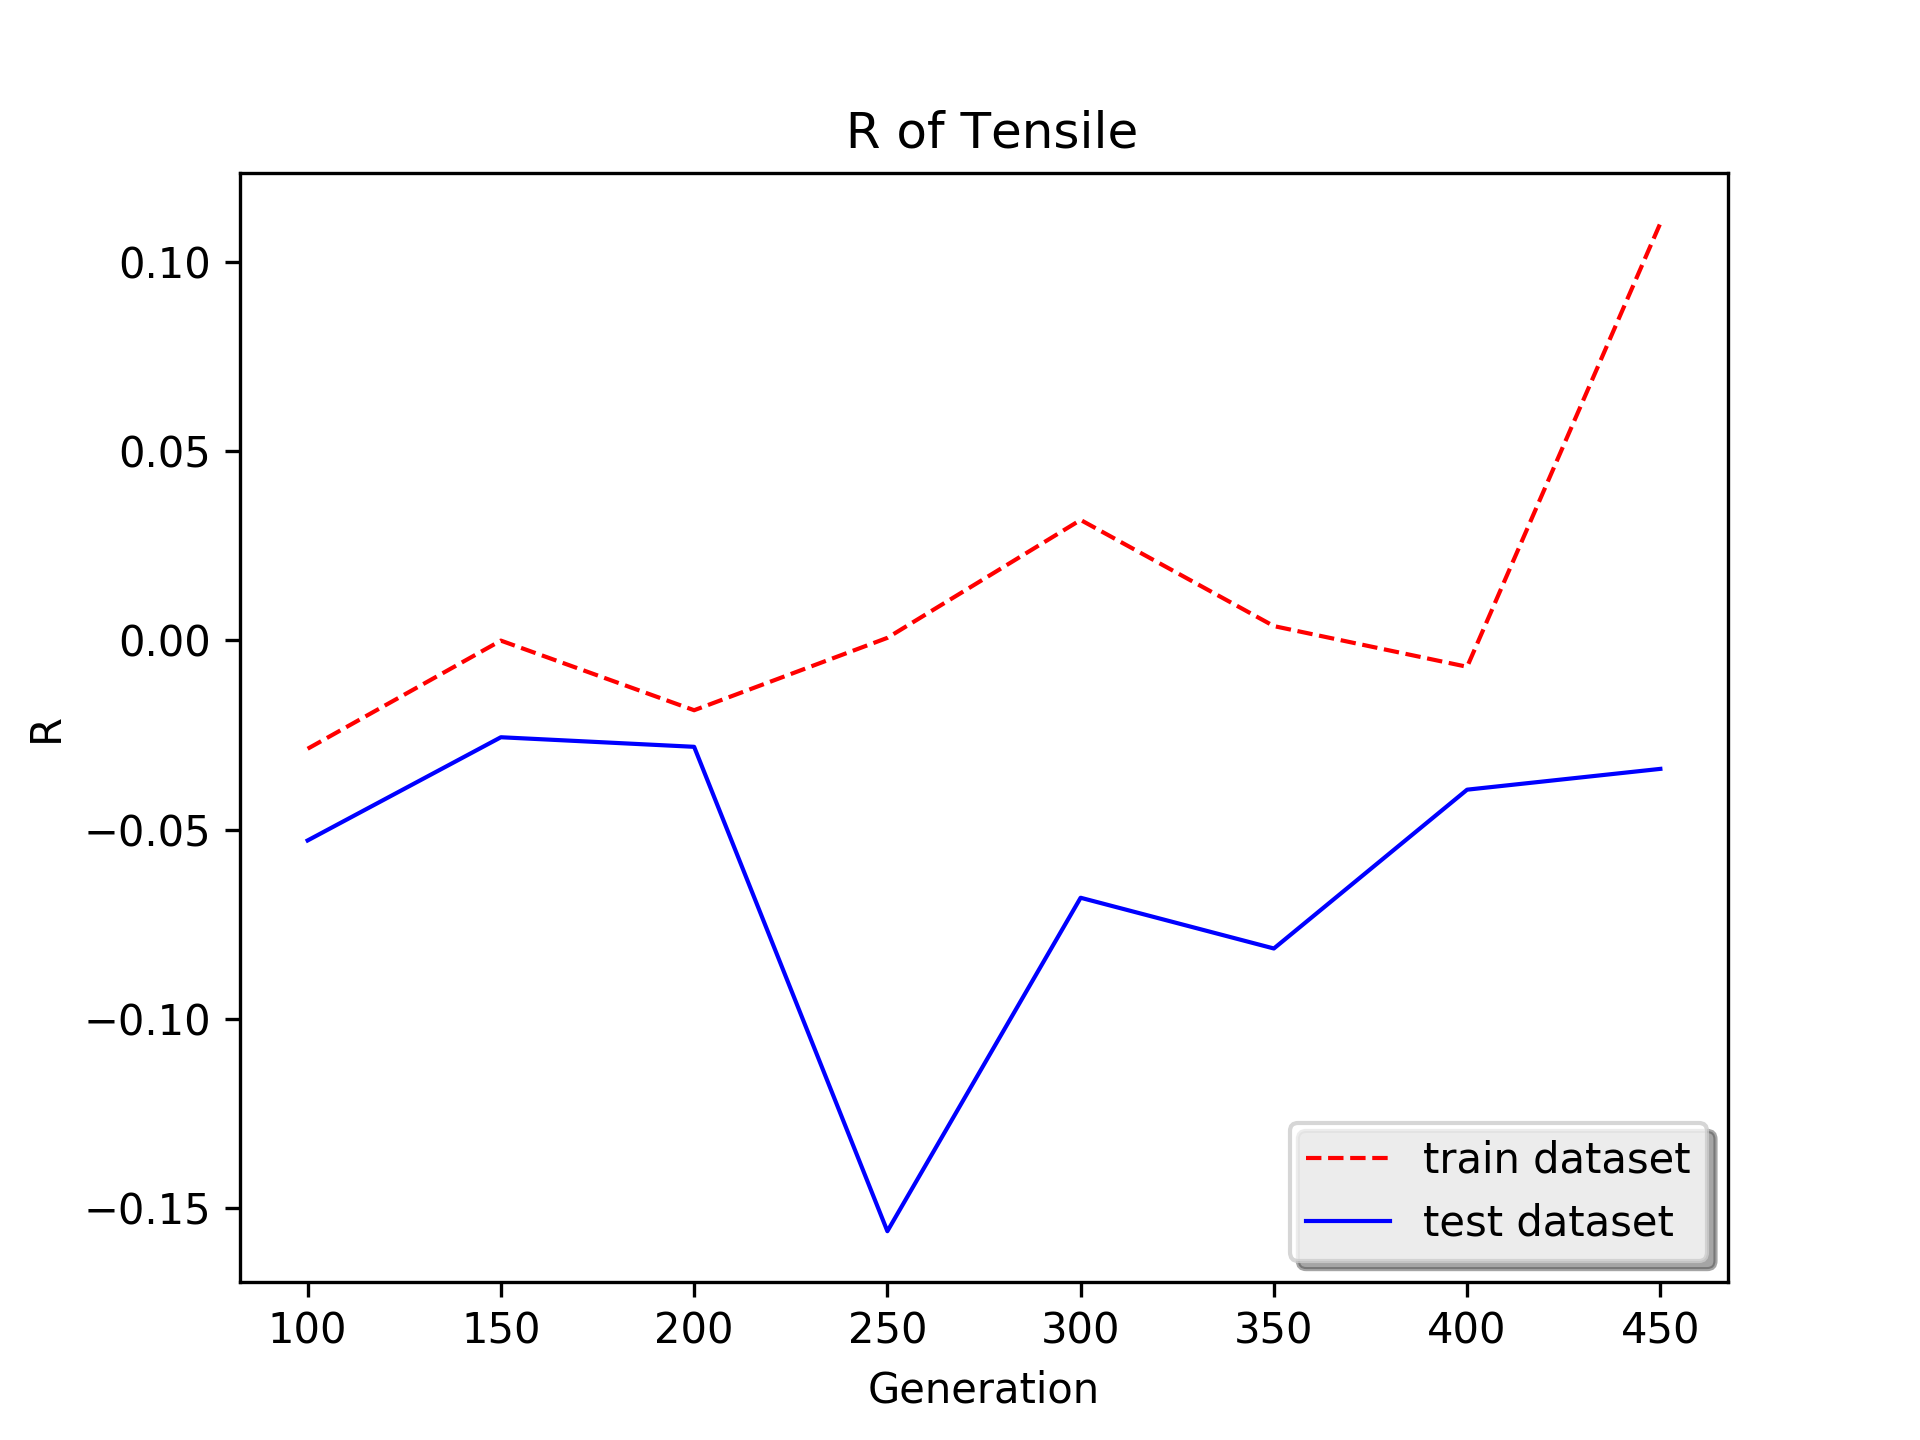 R of Tensile
0.10
0.05
0.00
−0.05
−0.10
−0.15
R
train dataset
test dataset
100 150 200 250 300 350 400 450
Generation